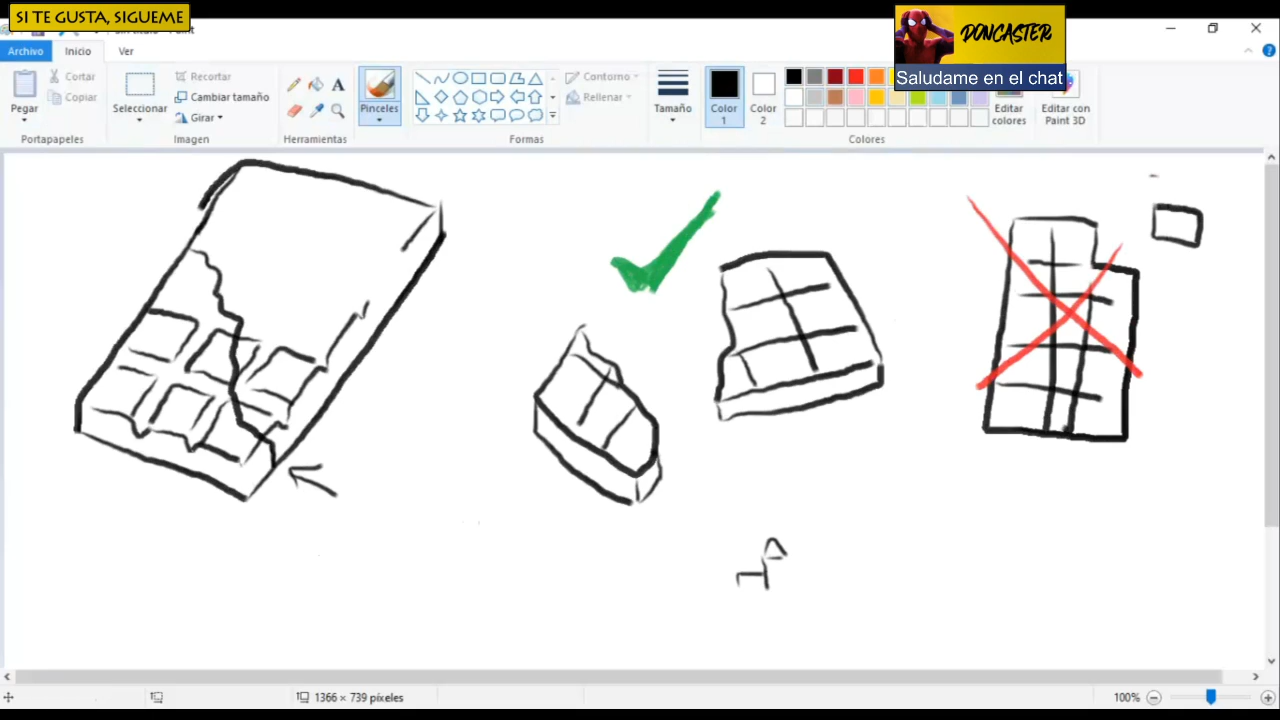 SI TE GUSTA, SIGUEME
DONCASTER
Saludame en el chat
Archivo
Inicio
Ver
Pegar
Cortar
Copiar
Portapapeles
Seleccionar
Recortar
Cambiar tamaño
Girar
Imagen
Herramientas
Pinceles
Formas
Contorno
Rellenar
Tamaño
Color 1
Color 2
Editar colores
Editar con Paint 3D
Colores
1366 × 739 píxeles
100%